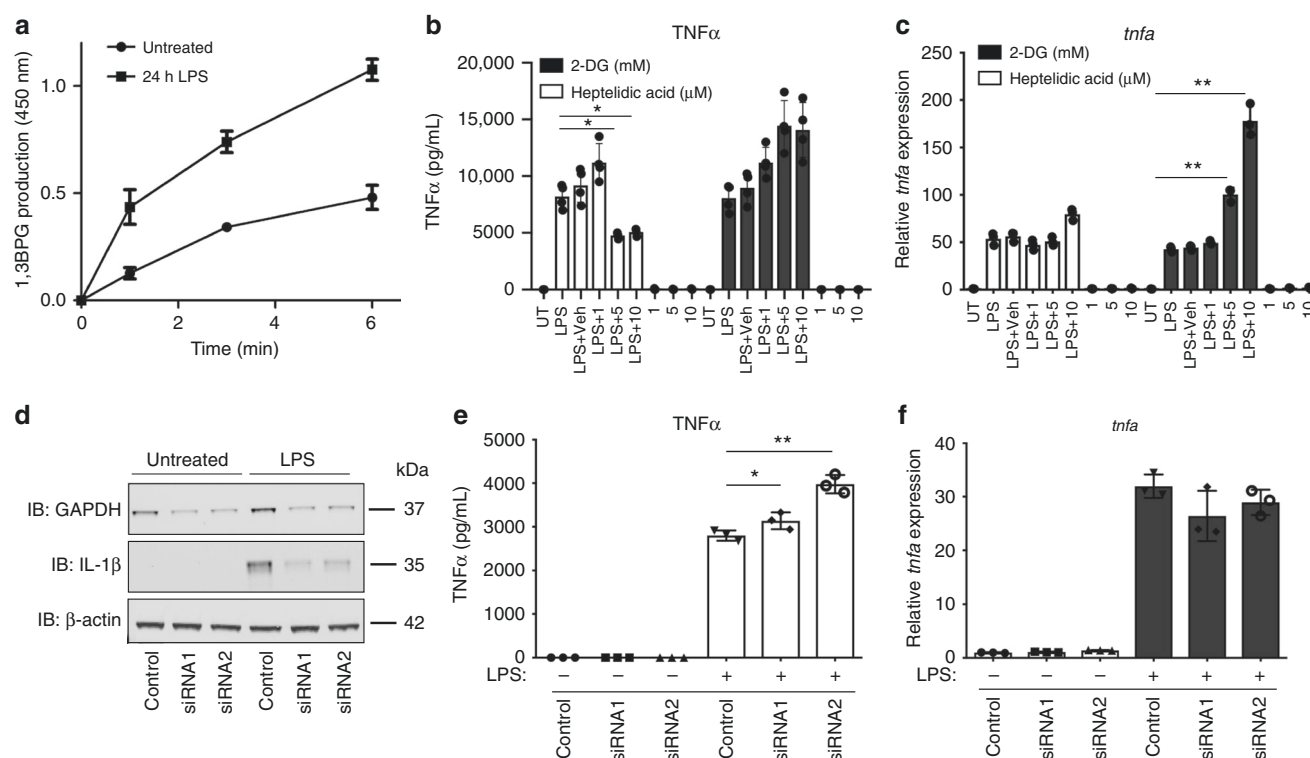 a
Untreated
24 h LPS
1,3BPG production (450 nm)
1.0
0.5
0.0
0 2 4 6
Time (min)
b
TNFα
2-DG (mM)
Heptelidic acid (μM)
TNFα (pg/mL)
20,000
15,000
10,000
5000
0
* *
UT LPS LPS+Veh LPS+1 LPS+5 LPS+10 1 5 10 UT LPS LPS+Veh LPS+1 LPS+5 LPS+10 1 5 10
c
tnfa
2-DG (mM)
Heptelidic acid (μM)
Relative tnfa expression
250
200
150
100
50
0
**
**
UT LPS LPS+Veh LPS+1 LPS+5 LPS+10 1 5 10 UT LPS LPS+Veh LPS+1 LPS+5 LPS+10 1 5 10
d
Untreated LPS kDa
IB: GAPDH 37
IB: IL-1β 35
IB: β-actin 42
Control siRNA1 siRNA2 Control siRNA1 siRNA2
e
TNFα
TNFα (pg/mL)
5000
4000
3000
2000
1000
0
**
*
LPS: – – – + + +
Control siRNA1 siRNA2 Control siRNA1 siRNA2
f
tnfa
Relative tnfa expression
40
30
20
10
0
LPS: – – – + + +
Control siRNA1 siRNA2 Control siRNA1 siRNA2